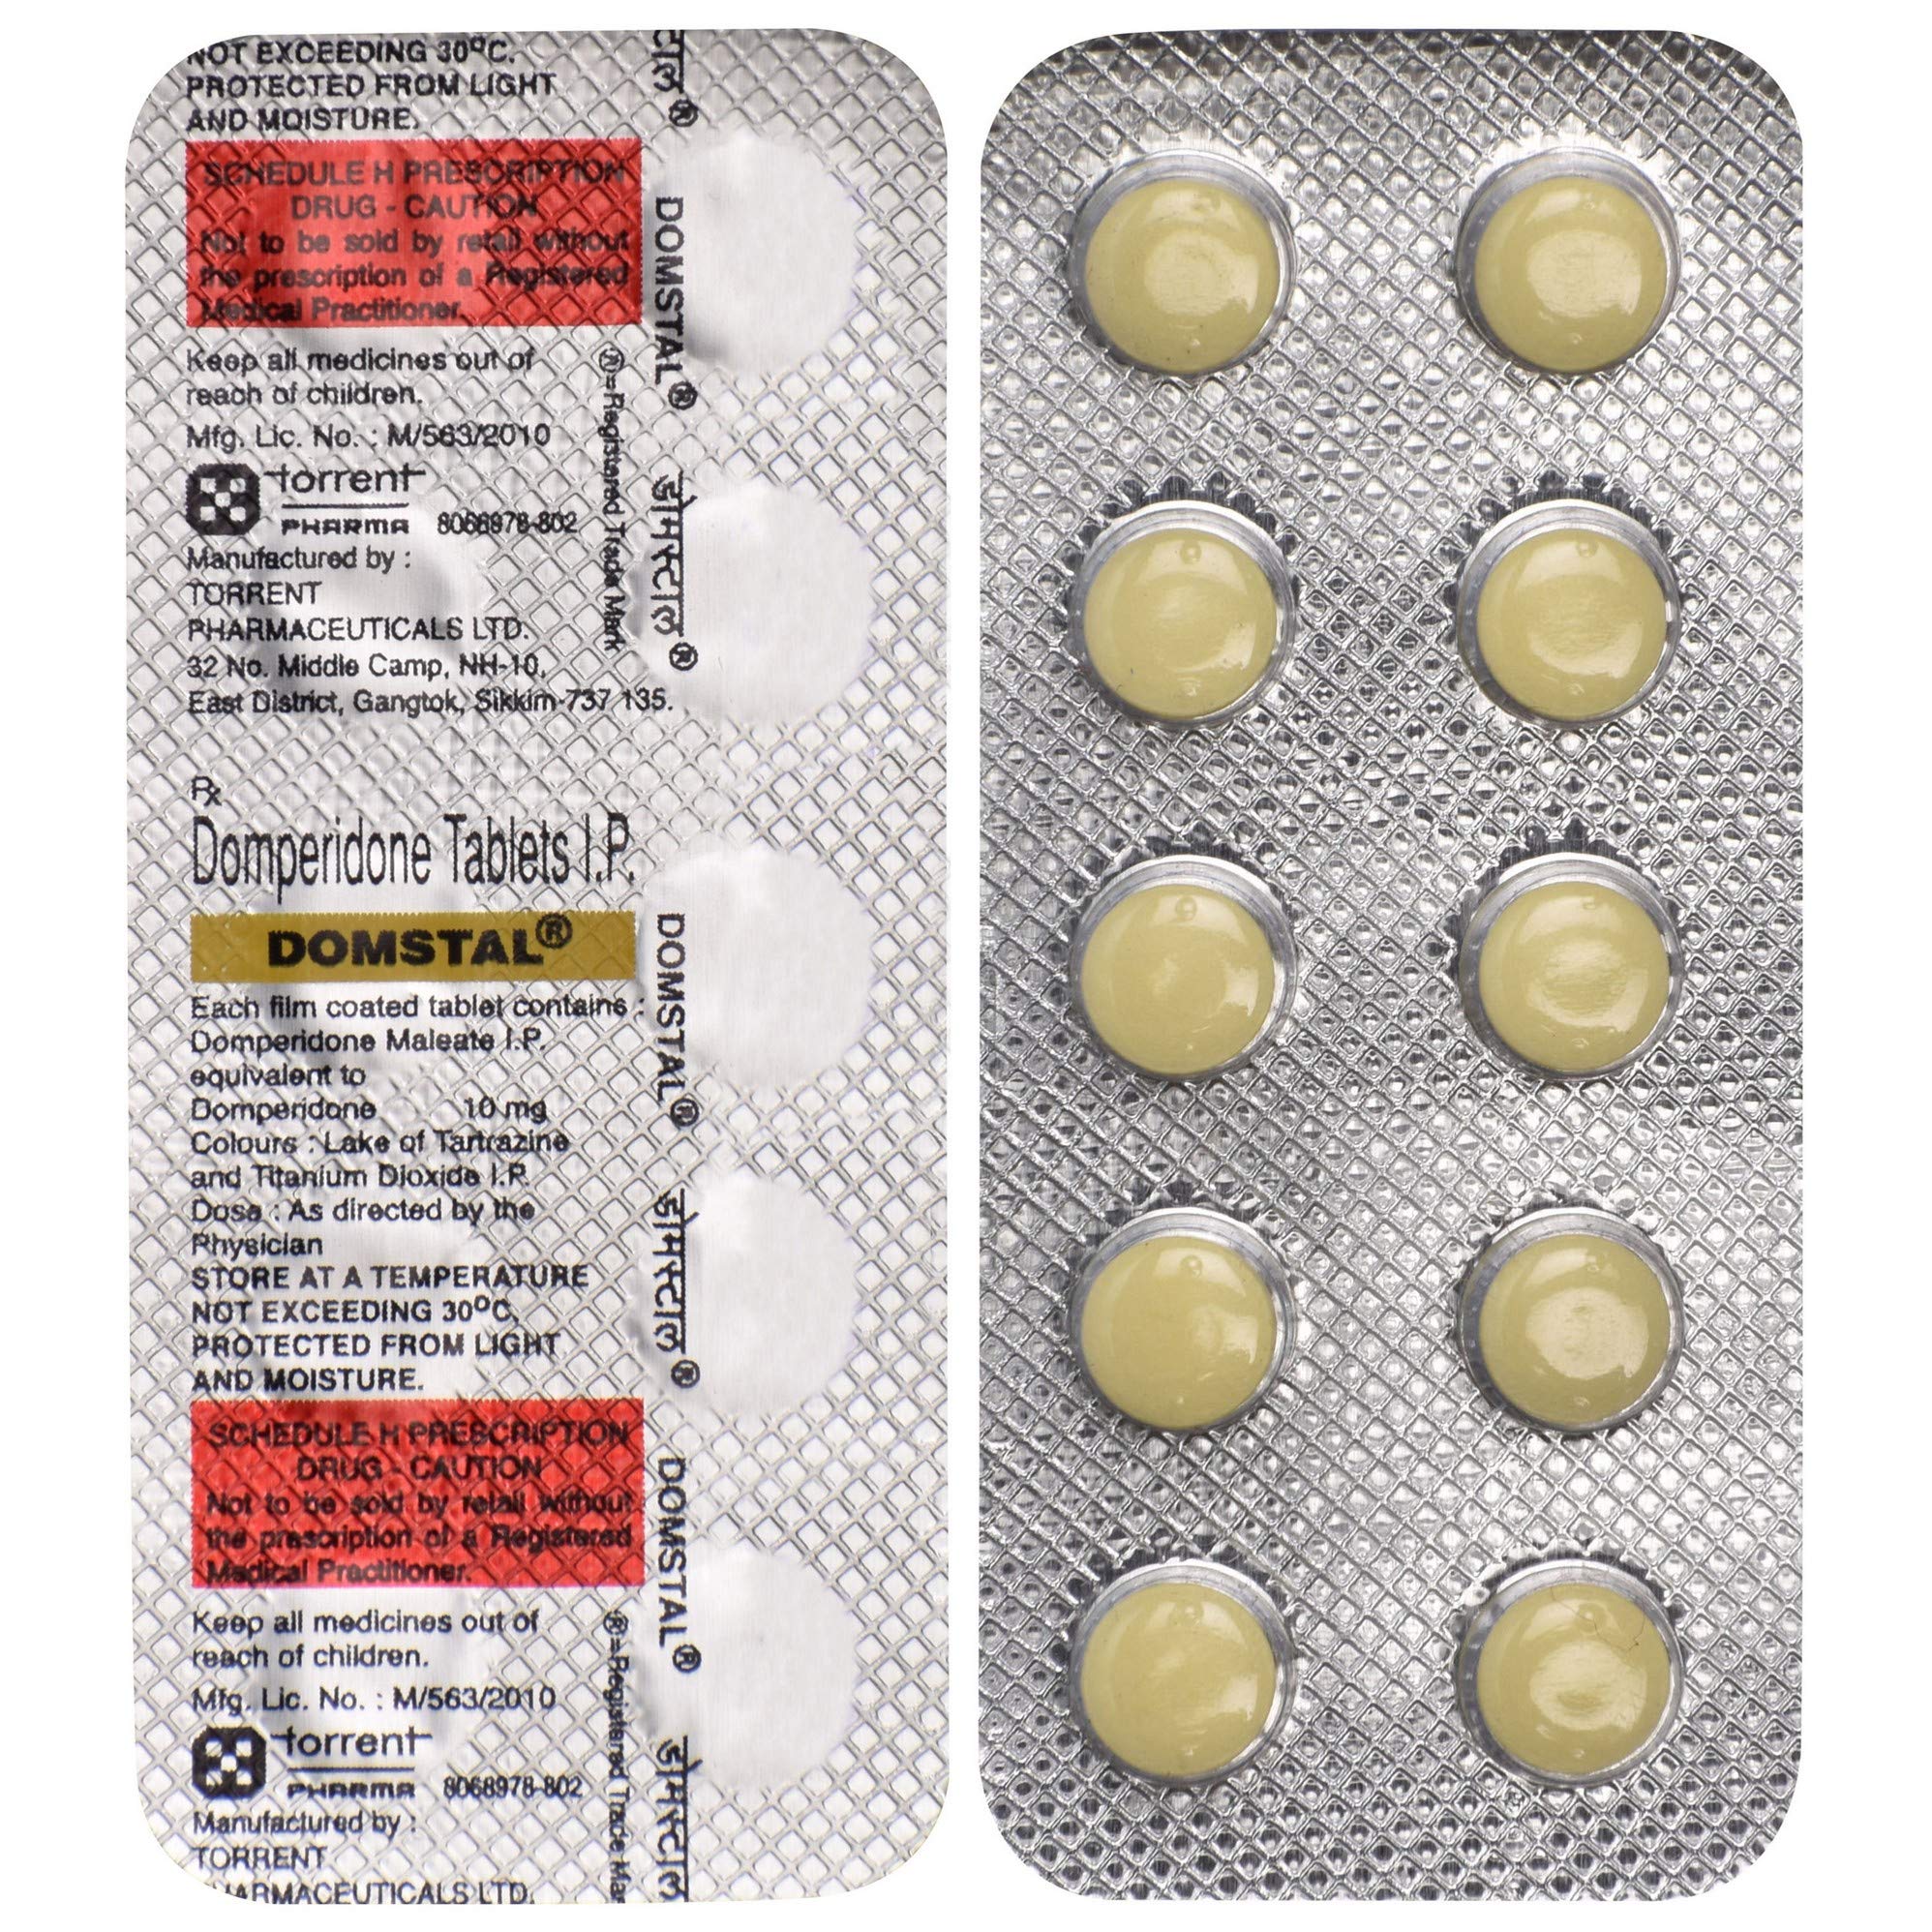 NOT EXCEEDING 30ºC.
PROTECTED FROM LIGHT
AND MOISTURE.
SCHEDULE H PRESCRIPTION
DRUG - CAUTION
Not to be sold by retail without
the prescription of a Registered
Medical Practitioner.
Keep all medicines out of
reach of children.
Mfg. Lic. No. : M/563/2010
torrent
PHARMA 8068978-802
Manufactured by :
TORRENT
PHARMACEUTICALS LTD.
32 No. Middle Camp, NH-10,
East District, Gangtok, Sikkim-737 135.
®=Registered Trade Mark
Rx
Domperidone Tablets I.P.
DOMSTAL®
Each film coated tablet contains :
Domperidone Maleate I.P.
equivalent to
Domperidone 10 mg
Colours : Lake of Tartrazine
and Titanium Dioxide I.P.
Dose : As directed by the
Physician
STORE AT A TEMPERATURE
NOT EXCEEDING 30ºC,
PROTECTED FROM LIGHT
AND MOISTURE.
SCHEDULE H PRESCRIPTION
DRUG - CAUTION
Not to be sold by retail without
the prescription of a Registered
Medical Practitioner.
Keep all medicines out of
reach of children.
Mfg. Lic. No. : M/563/2010
torrent
PHARMA 8068978-802
Manufactured by :
TORRENT
PHARMACEUTICALS LTD.
®=Registered Trade Mar
DOMSTAL®
डोमस्टाल®
DOMSTAL®
डोमस्टाल®
DOMSTAL®